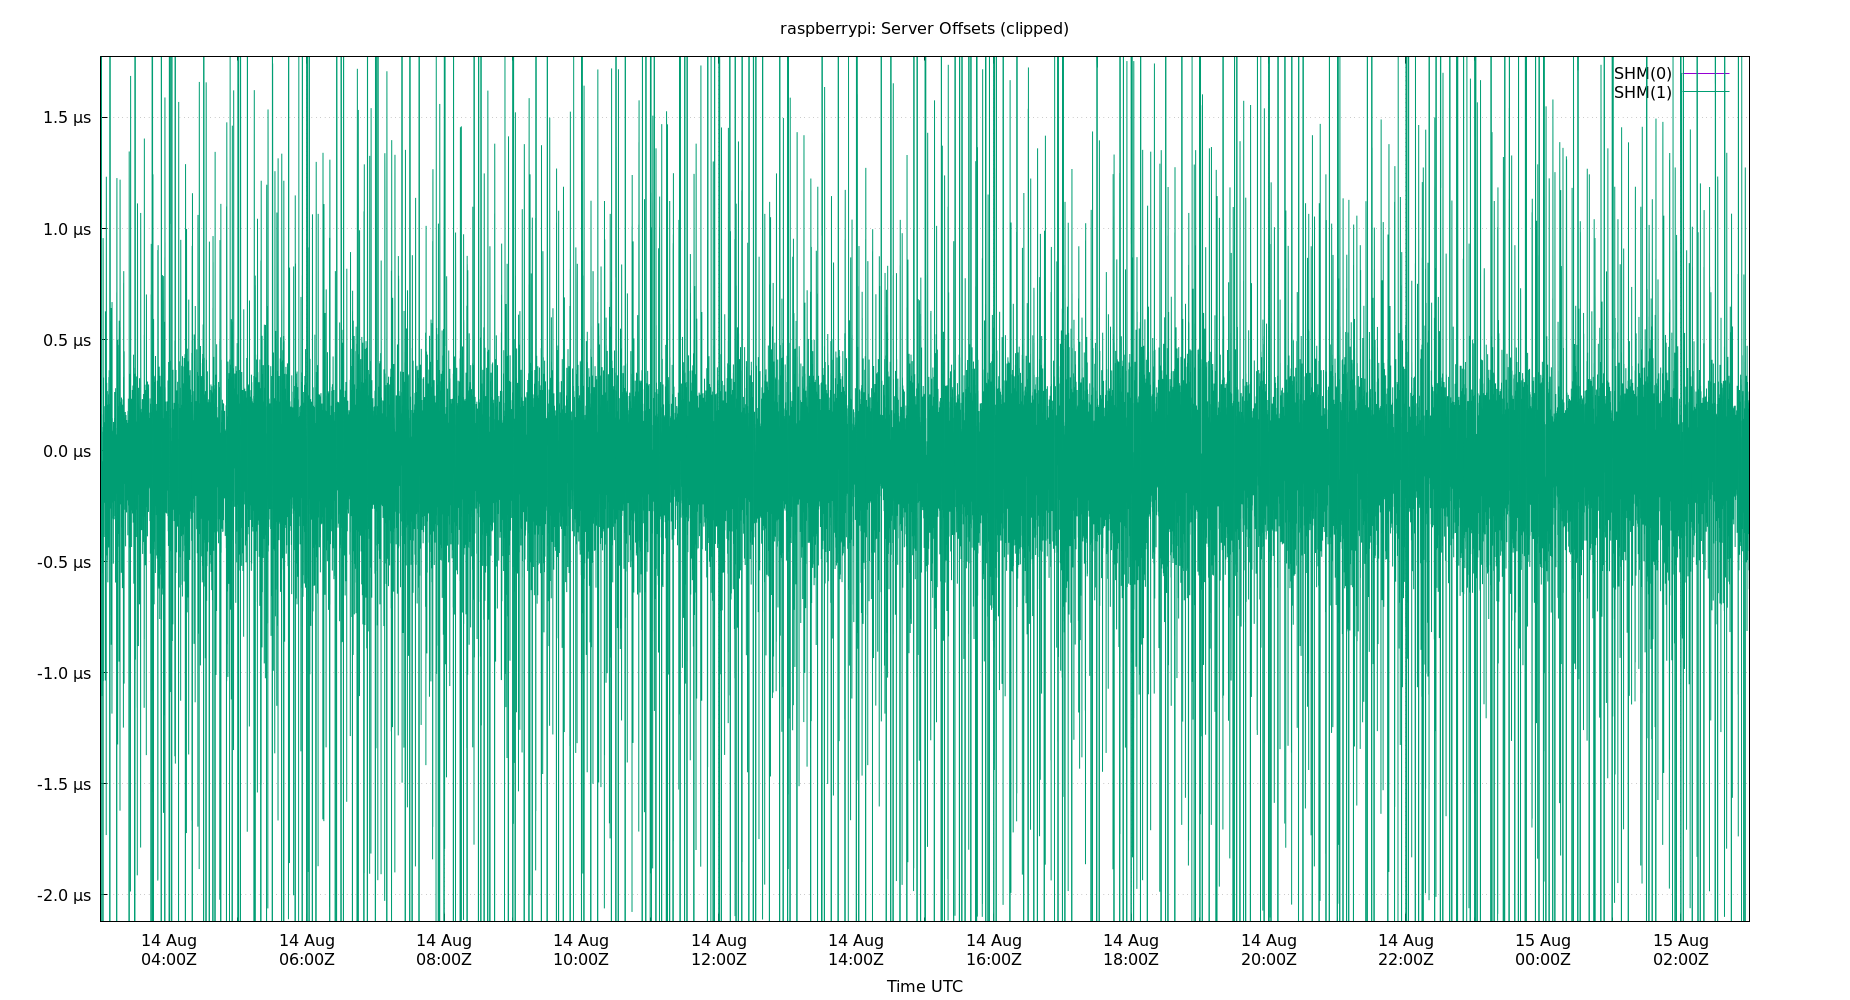 raspberrypi: Server Offsets (clipped)
SHM(0)
SHM(1)
1.5 µs
1.0 µs
0.5 µs
0.0 µs
-0.5 µs
-1.0 µs
-1.5 µs
-2.0 µs
14 Aug 14 Aug 14 Aug 14 Aug 14 Aug 14 Aug 14 Aug 14 Aug 14 Aug 14 Aug 15 Aug 15 Aug
04:00Z 06:00Z 08:00Z 10:00Z 12:00Z 14:00Z 16:00Z 18:00Z 20:00Z 22:00Z 00:00Z 02:00Z
Time UTC